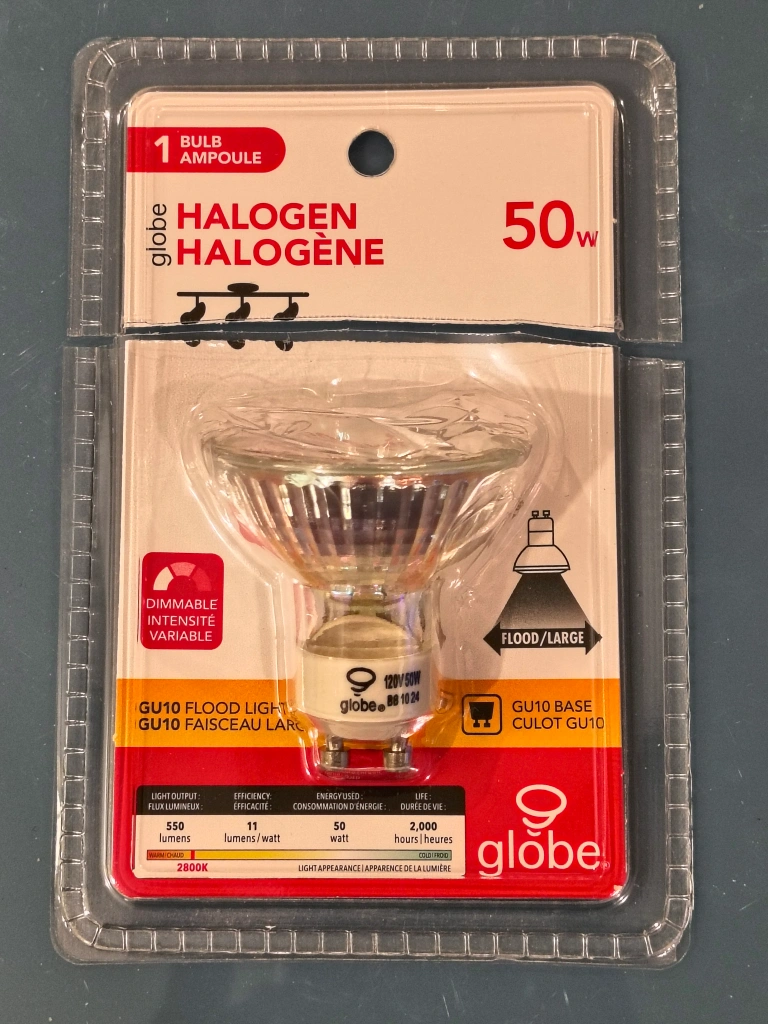 1 BULB
AMPOULE
globe
HALOGEN
HALOGÈNE
50w
DIMMABLE
INTENSITÉ
VARIABLE
FLOOD/LARGE
120V 50W
globe® BB 10 24
GU10 FLOOD LIGHT
GU10 FAISCEAU LARG
GU10 BASE
CULOT GU10
LIGHT OUTPUT: EFFICIENCY: ENERGY USED: LIFE:
FLUX LUMINEUX: EFFICACITÉ: CONSOMMATION D'ÉNERGIE: DURÉE DE VIE:
550 11 50 2,000
lumens lumens/watt watt hours|heures
WARM|CHAUD COLD|FROID
2800K LIGHT APPEARANCE|APPARENCE DE LA LUMIÈRE
globe